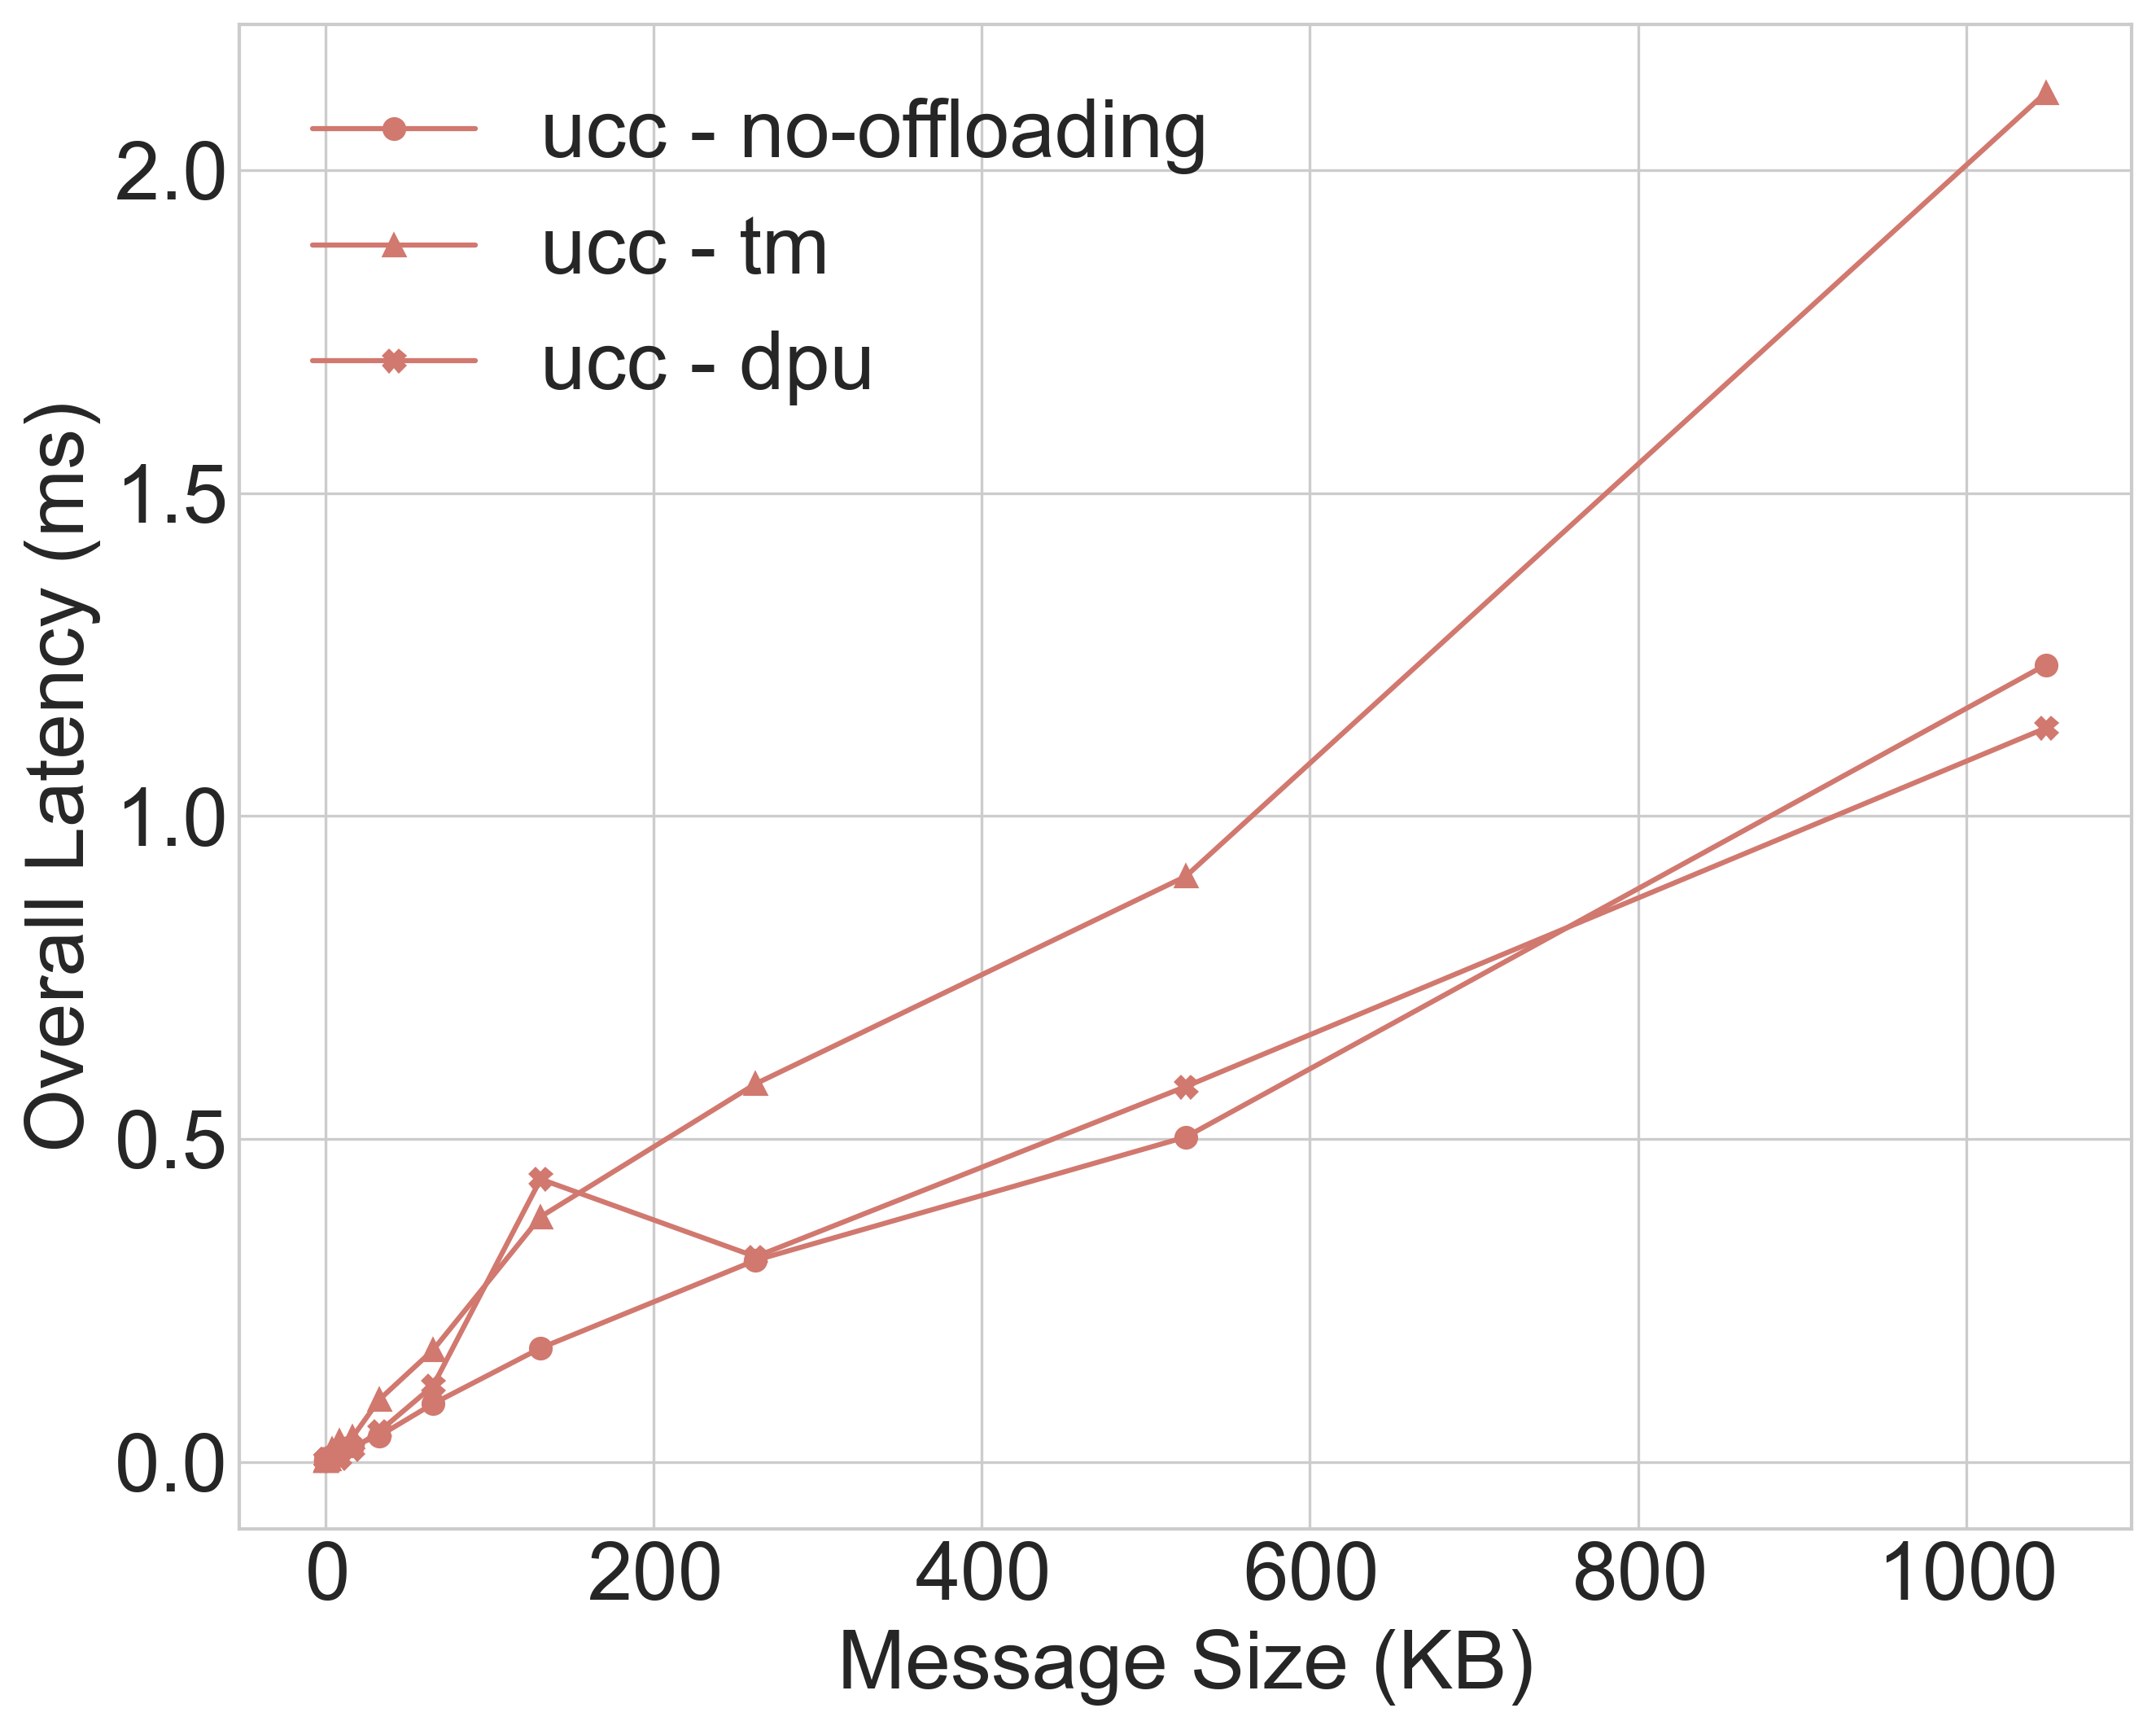 ucc - no-offloading
ucc - tm
ucc - dpu
Overall Latency (ms)
2.0
1.5
1.0
0.5
0.0
0 200 400 600 800 1000
Message Size (KB)